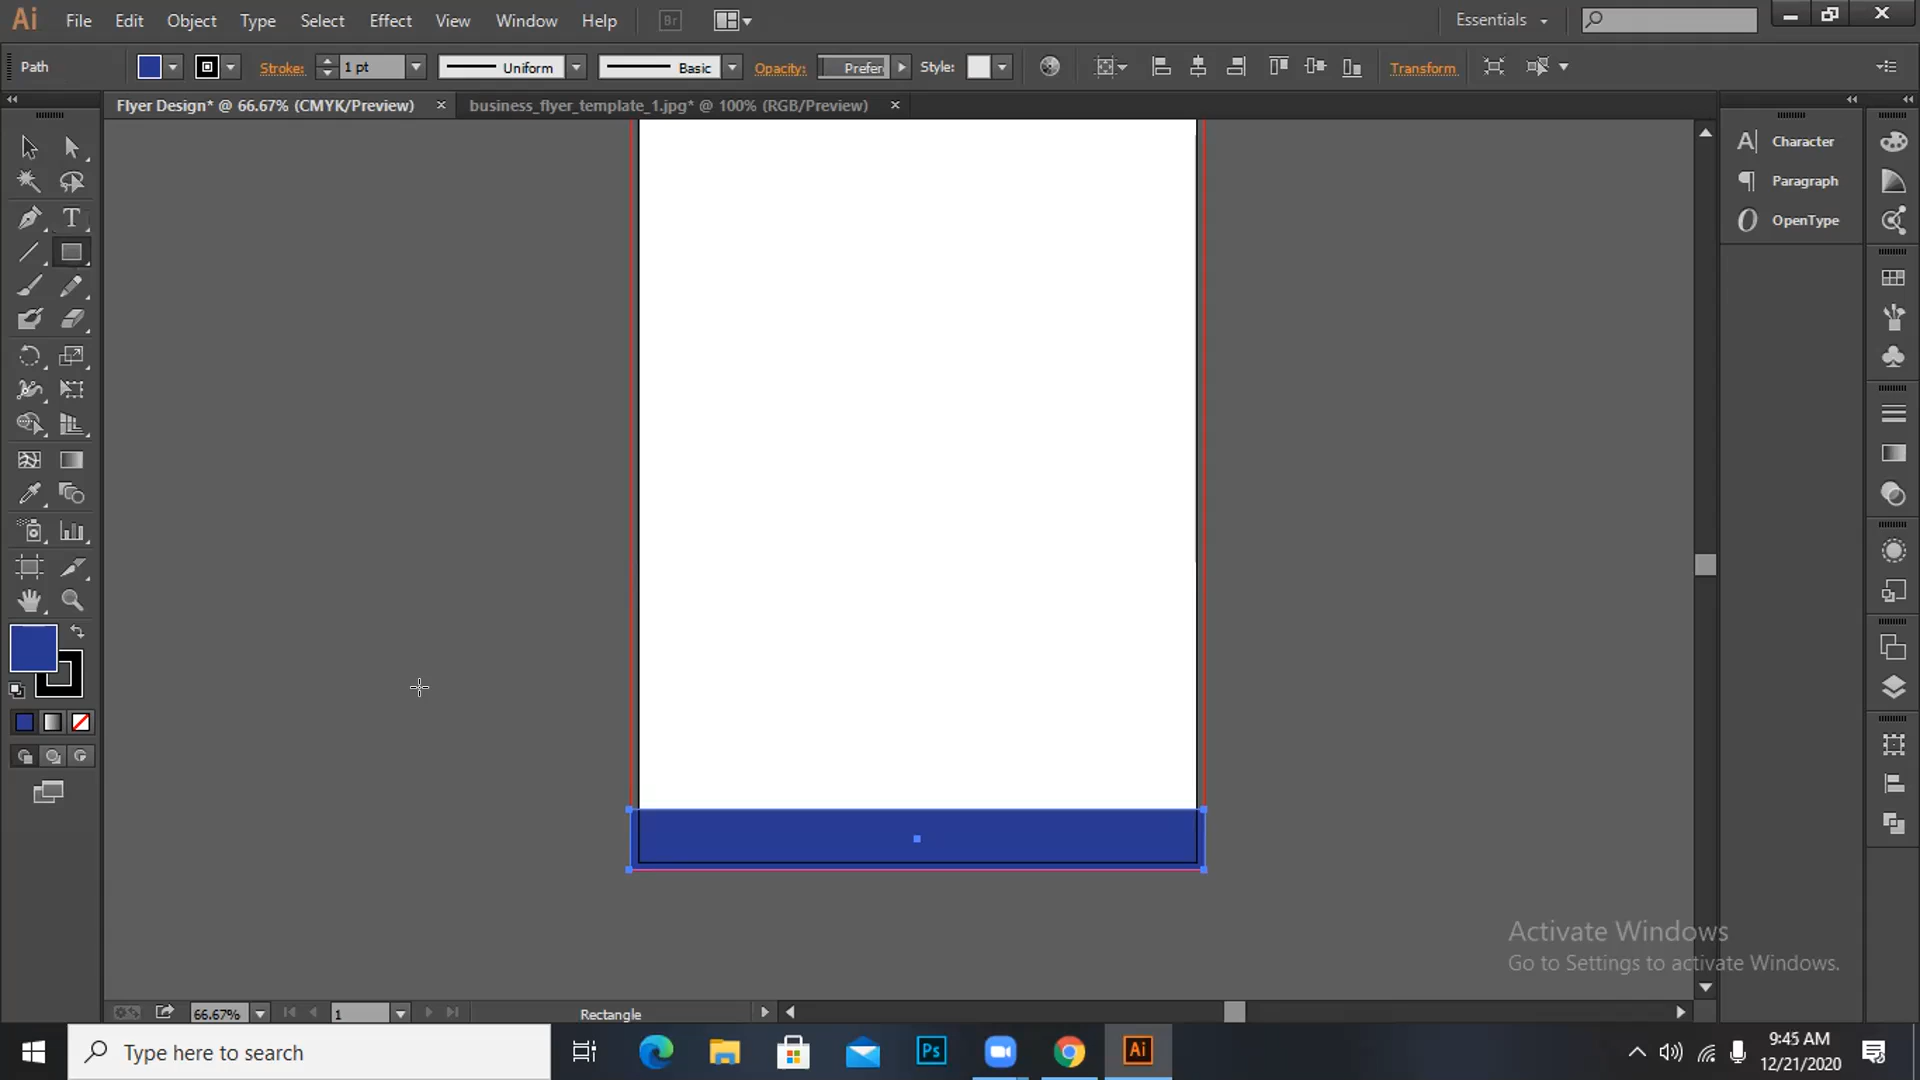 Ai File Edit Object Type Select Effect View Window Help Br Essentials
Path Stroke: 1 pt Uniform Basic Opacity: Prefer Style: Transform
Flyer Design* @ 66.67% (CMYK/Preview) × business_flyer_template_1.jpg* @ 100% (RGB/Preview) ×
Character
Paragraph
OpenType
Activate Windows
Go to Settings to activate Windows.
66.67% 1 Rectangle
Type here to search
Ps
Ai
9:45 AM
12/21/2020